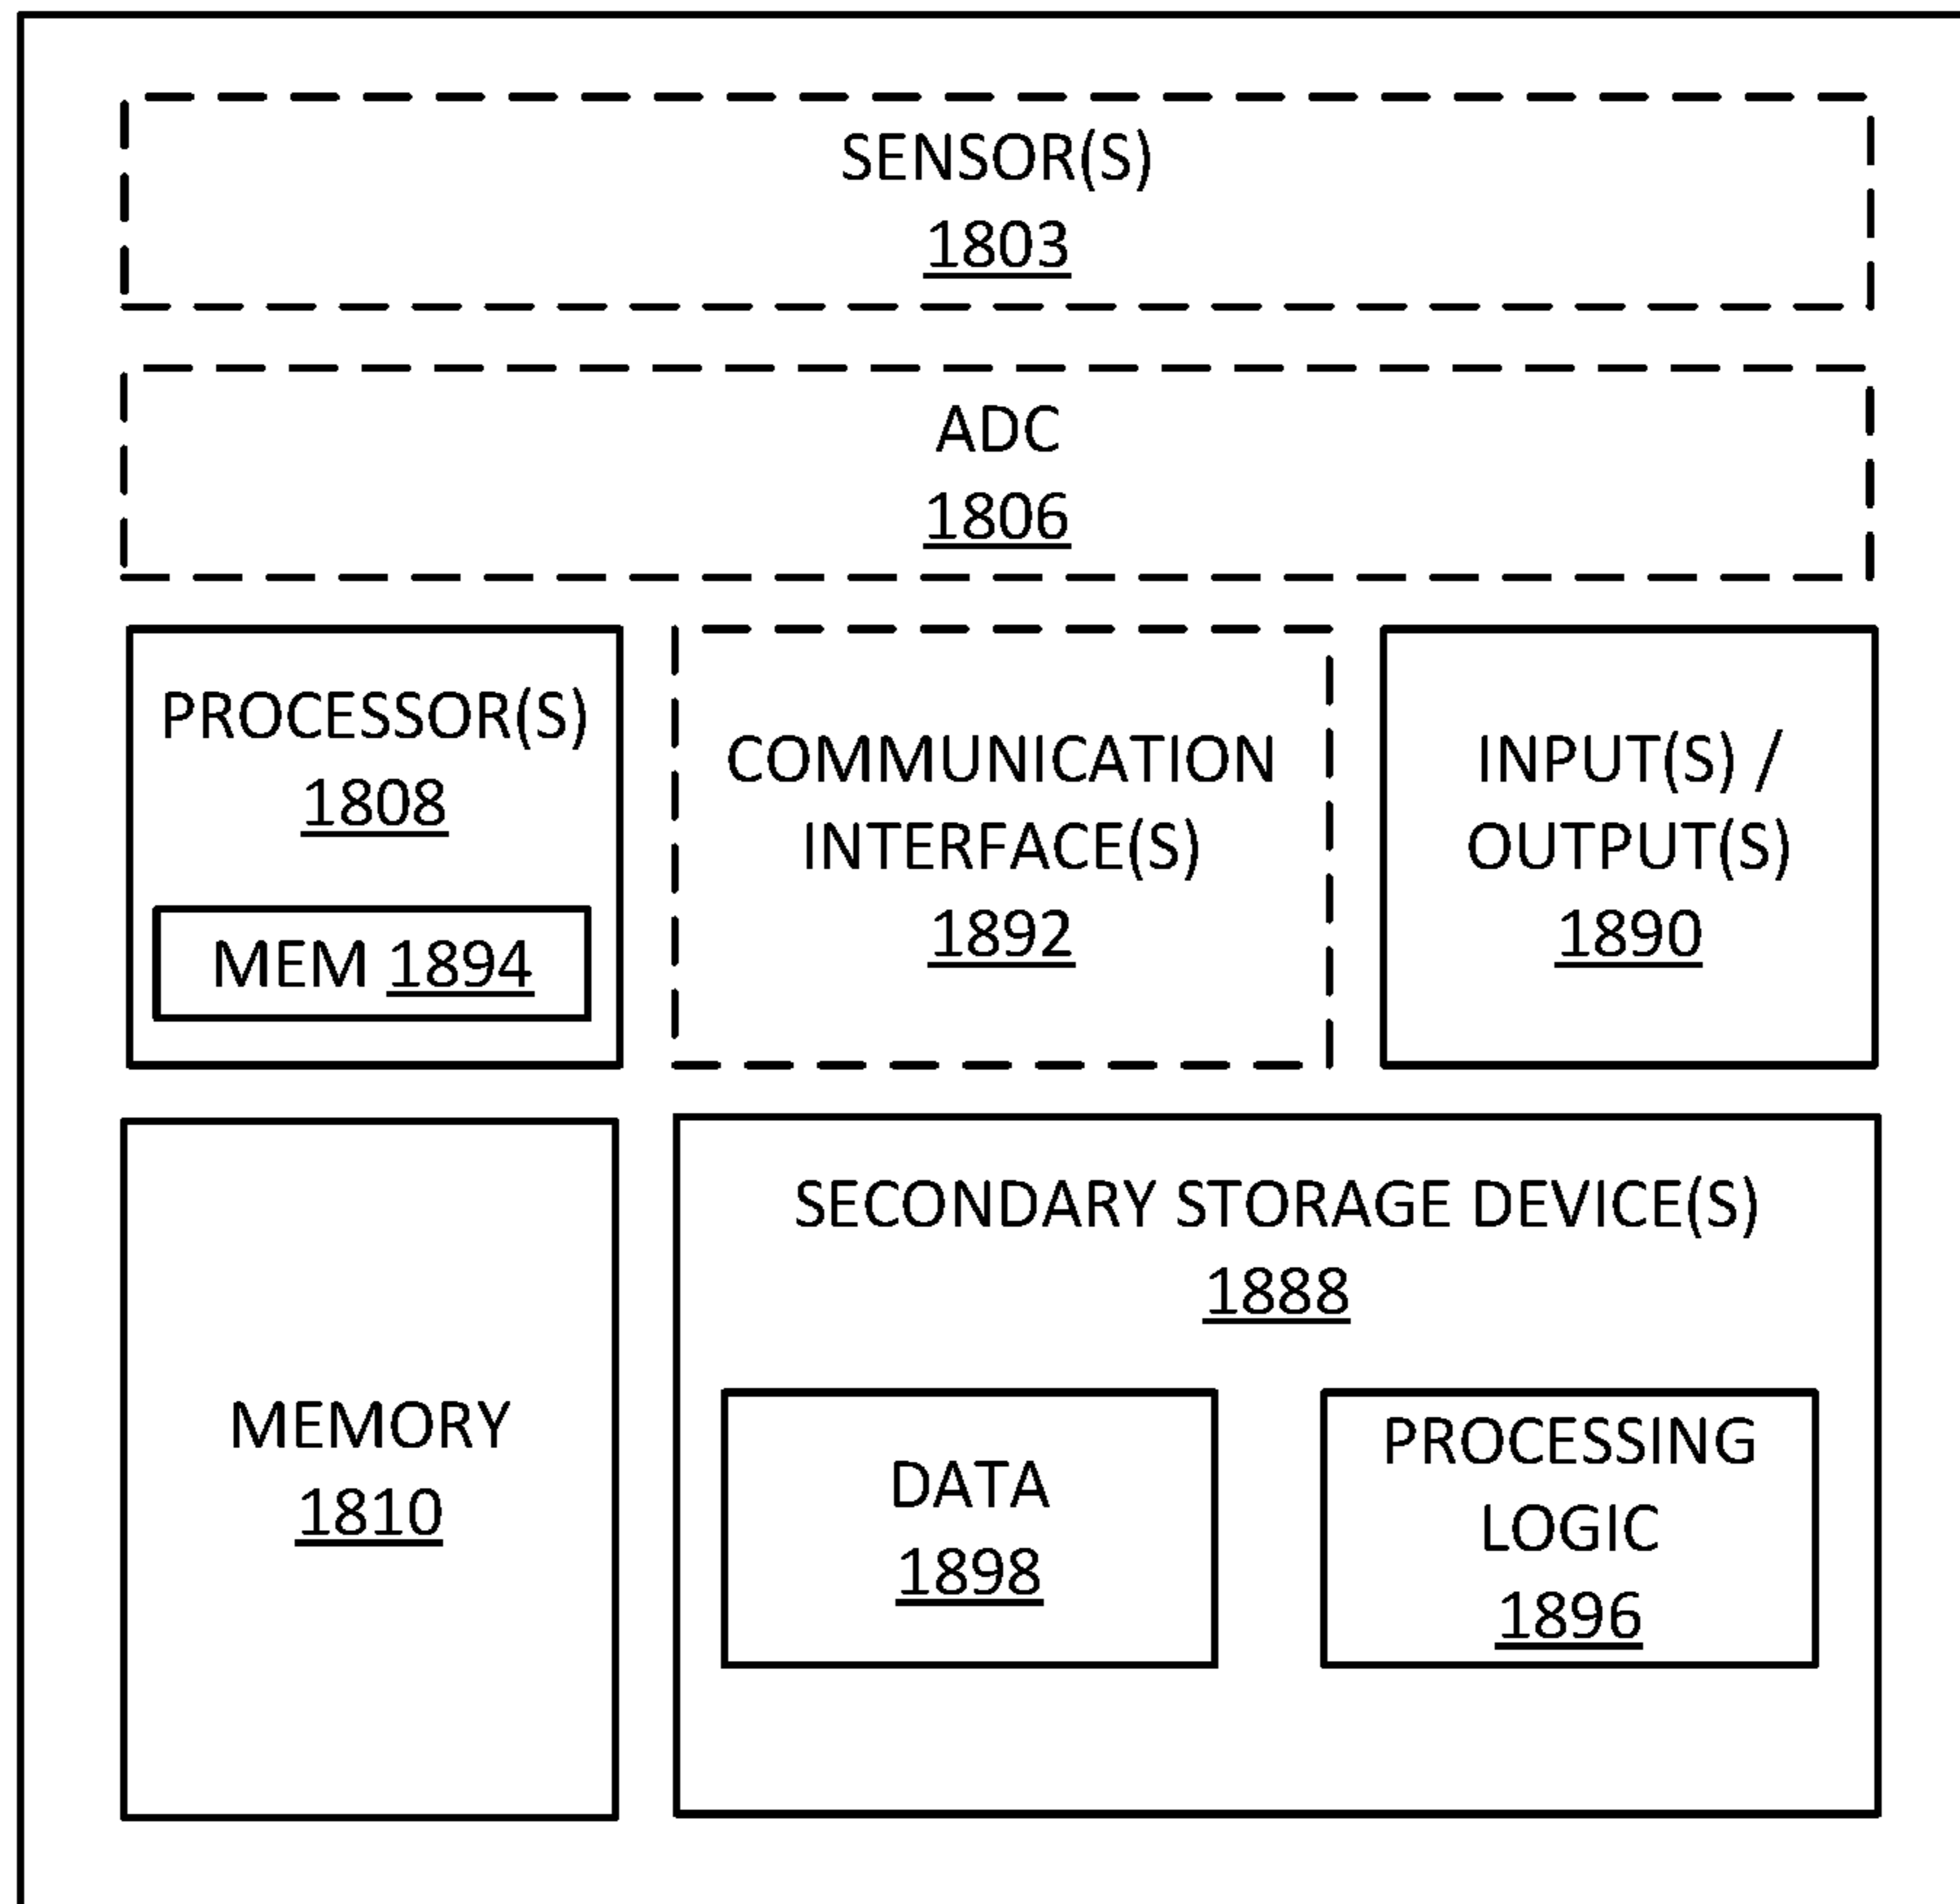 SENSOR(S)
1803
ADC
1806
PROCESSOR(S)
1808
MEM 1894
COMMUNICATION
INTERFACE(S)
1892
INPUT(S) /
OUTPUT(S)
1890
MEMORY
1810
SECONDARY STORAGE DEVICE(S)
1888
DATA
1898
PROCESSING
LOGIC
1896